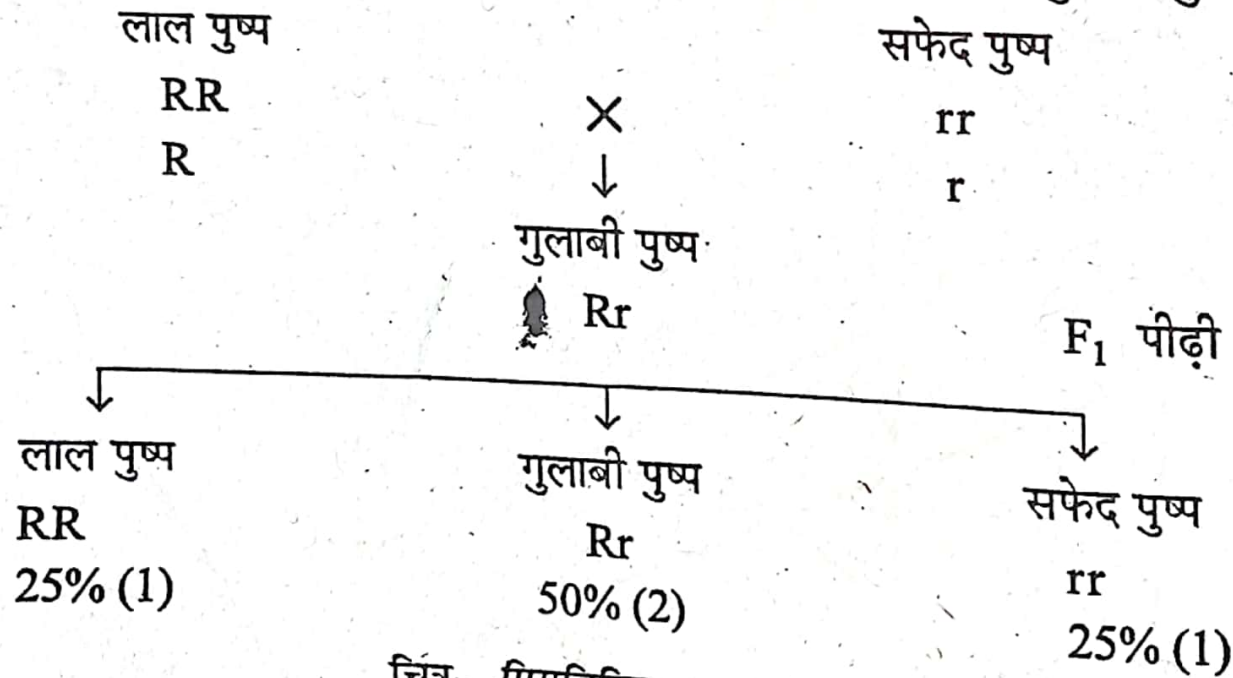 लाल पुष्प
सफेद पुष्प
RR
×
rr
R
r
गुलाबी पुष्प
Rr
F₁ पीढ़ी
लाल पुष्प
गुलाबी पुष्प
सफेद पुष्प
RR
Rr
rr
25% (1)
50% (2)
25% (1)
चित्र